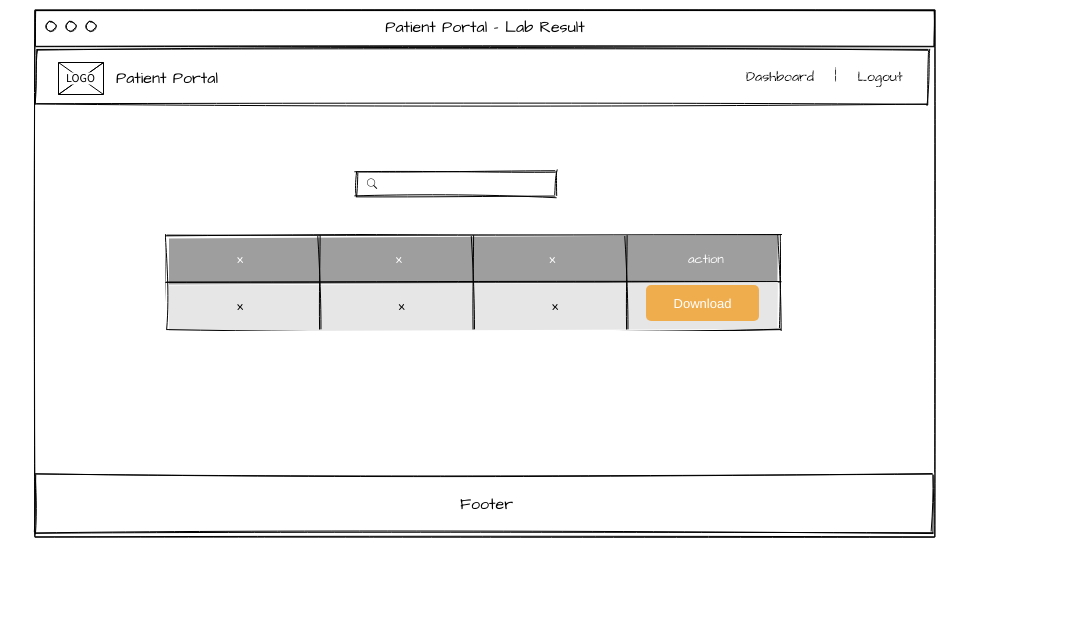 Patient Portal - Lab Result
LOGO Patient Portal Dashboard | Logout
x x x action
x x x Download
Footer